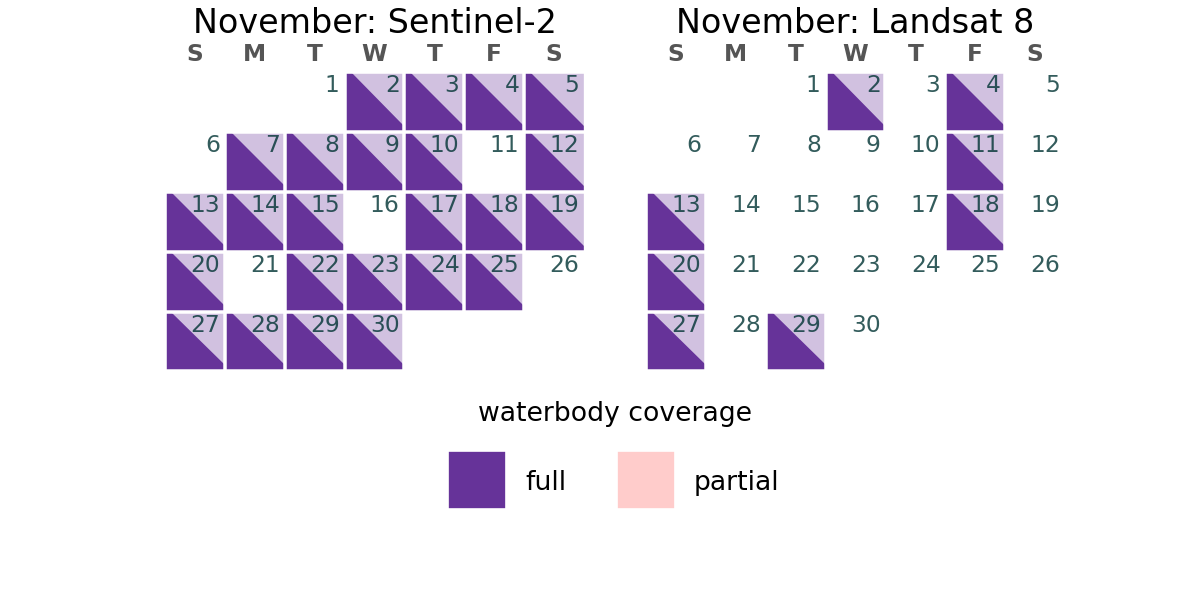 November: Sentinel-2
S M T W T F S
1 2 3 4 5
6 7 8 9 10 11 12
13 14 15 16 17 18 19
20 21 22 23 24 25 26
27 28 29 30
November: Landsat 8
S M T W T F S
1 2 3 4 5
6 7 8 9 10 11 12
13 14 15 16 17 18 19
20 21 22 23 24 25 26
27 28 29 30
waterbody coverage
full partial